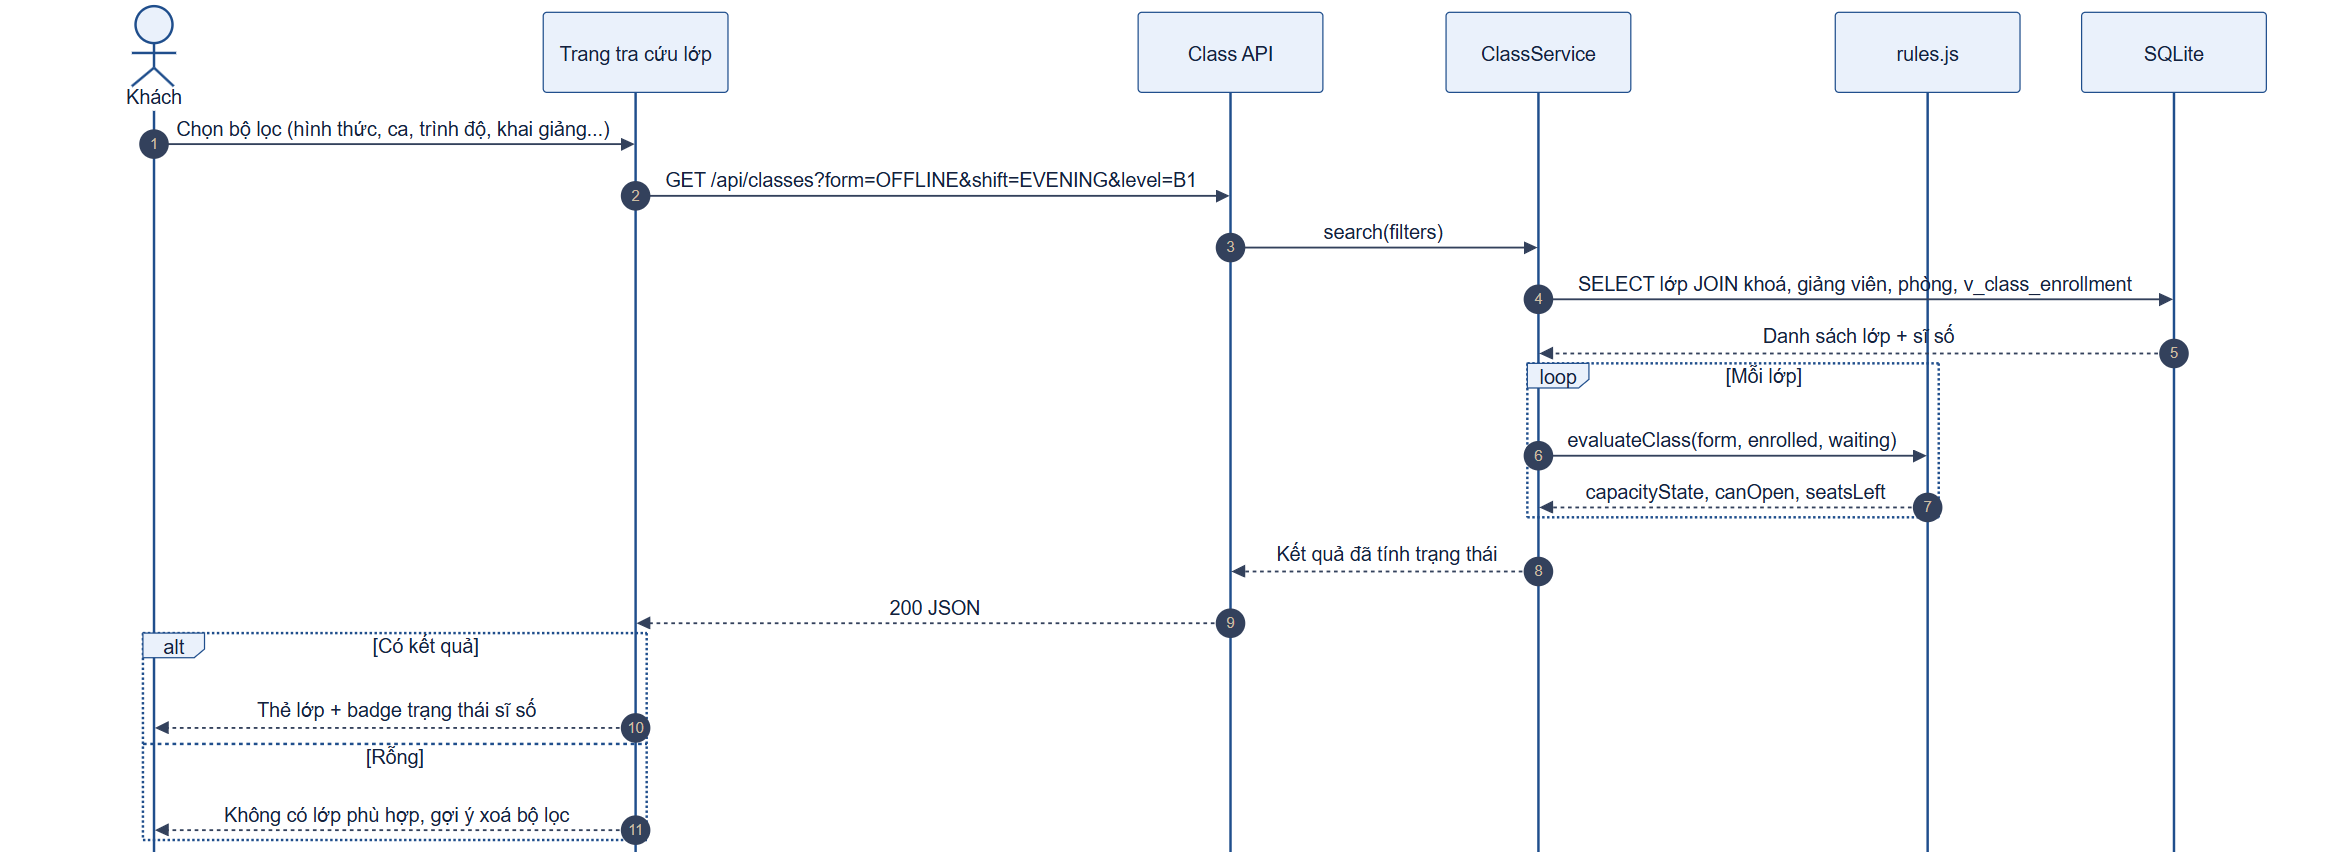 Khách
Trang tra cứu lớp
Class API
ClassService
rules.js
SQLite
1
Chọn bộ lọc (hình thức, ca, trình độ, khai giảng...)
2
GET /api/classes?form=OFFLINE&shift=EVENING&level=B1
3
search(filters)
4
SELECT lớp JOIN khoá, giảng viên, phòng, v_class_enrollment
Danh sách lớp + sĩ số
5
loop
[Mỗi lớp]
6
evaluateClass(form, enrolled, waiting)
capacityState, canOpen, seatsLeft
7
Kết quả đã tính trạng thái
8
200 JSON
9
alt
[Có kết quả]
Thẻ lớp + badge trạng thái sĩ số
10
[Rỗng]
Không có lớp phù hợp, gợi ý xoá bộ lọc
11